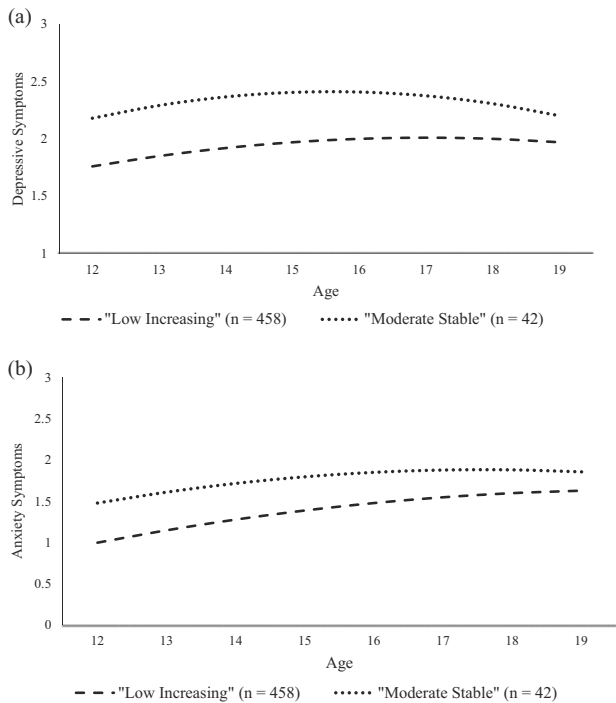 (a)
3
2.5
2
1.5
1
Depressive Symptoms
12 13 14 15 16 17 18 19
Age
"Low Increasing" (n = 458) "Moderate Stable" (n = 42)
(b)
3
2.5
2
1.5
1
0.5
0
Anxiety Symptoms
12 13 14 15 16 17 18 19
Age
"Low Increasing" (n = 458) "Moderate Stable" (n = 42)